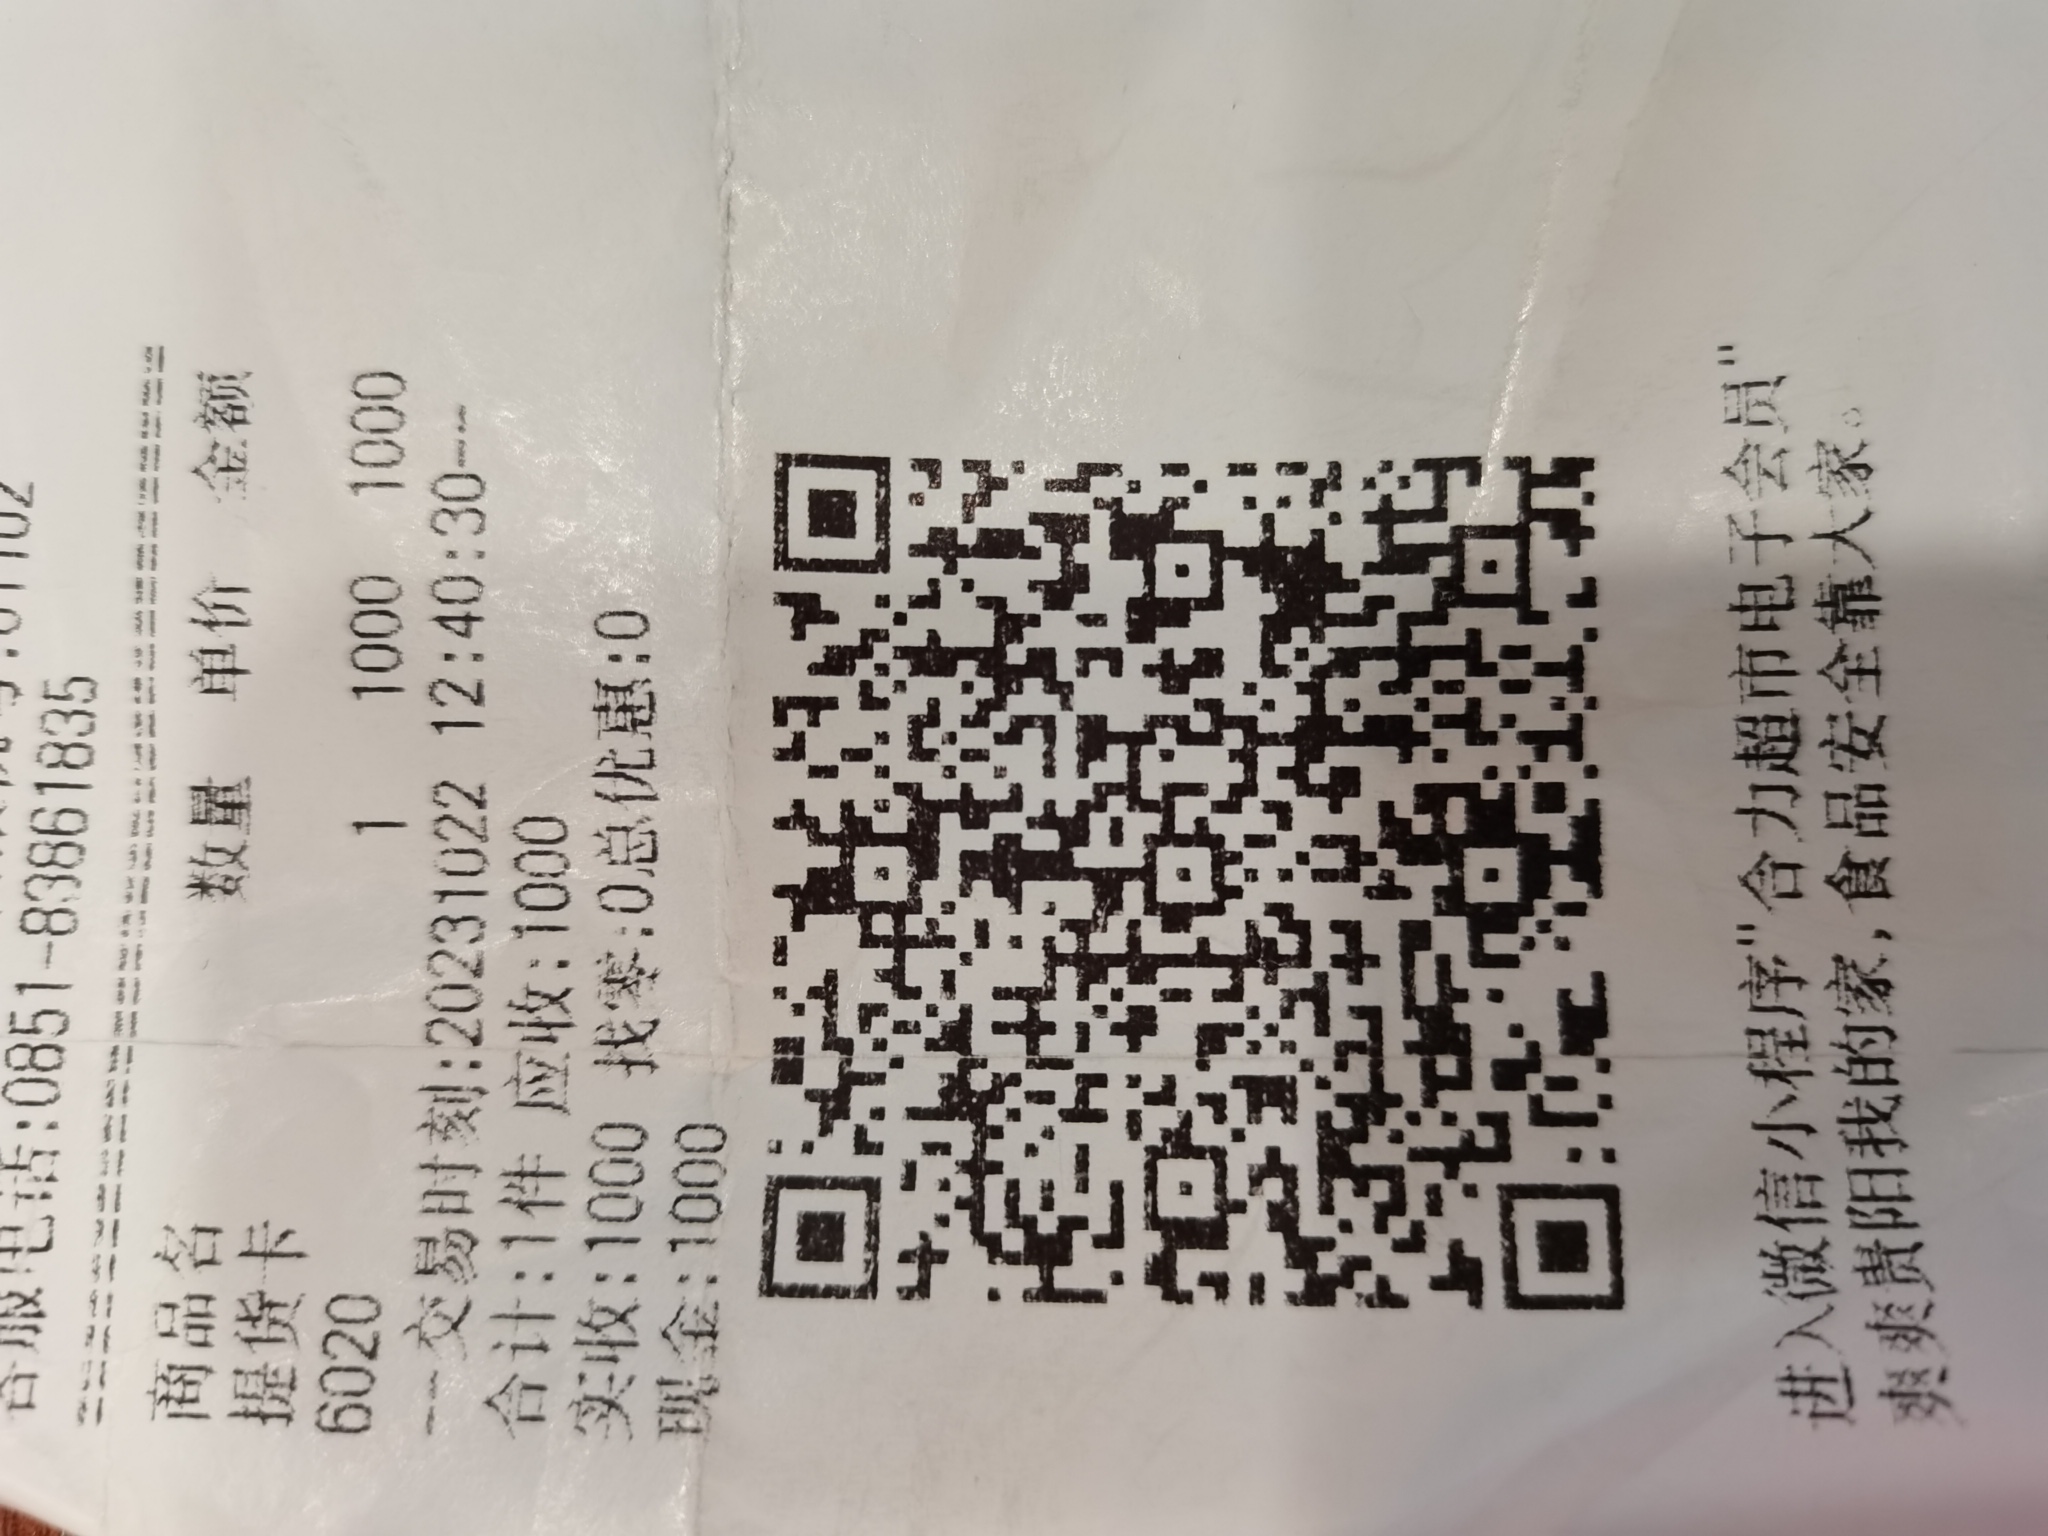 客服电话:0851-83861835
商品名 数量 单价 金额
提货卡
6020 1 1000 1000
--交易时刻:20231022 12:40:30--
合计:1件 应收:1000
实收:1000 找零:0总优惠:0
现金:1000
进入微信小程序"合力超市电子会员"
爽爽贵阳我的家,食品安全靠大家。